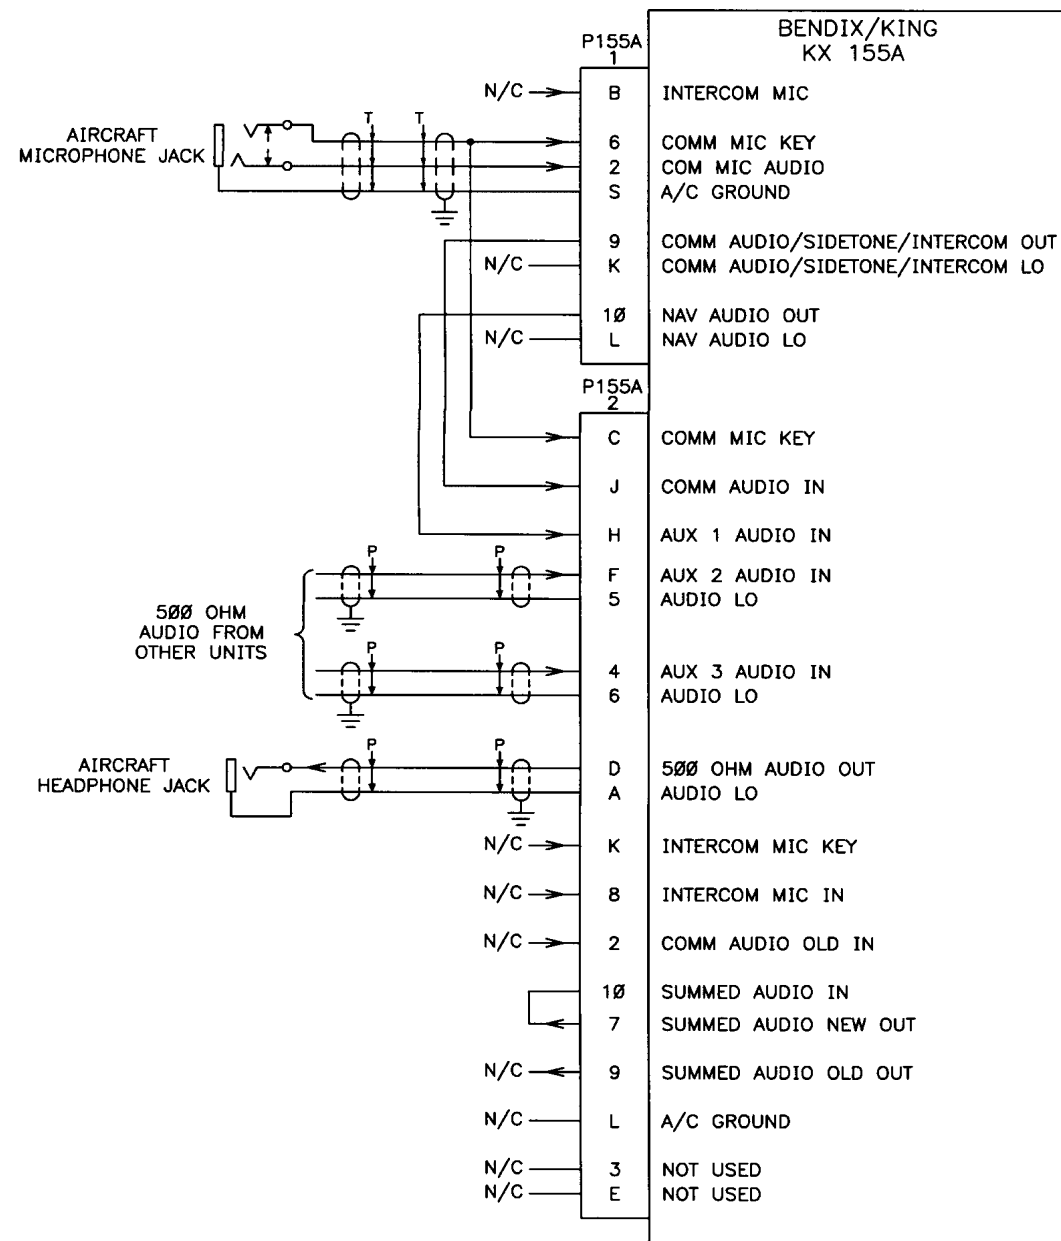 BENDIX/KING
KX 155A
P155A
1
N/C B INTERCOM MIC
AIRCRAFT
MICROPHONE JACK
T T
6 COMM MIC KEY
2 COM MIC AUDIO
S A/C GROUND
9 COMM AUDIO/SIDETONE/INTERCOM OUT
N/C K COMM AUDIO/SIDETONE/INTERCOM LO
1Ø NAV AUDIO OUT
N/C L NAV AUDIO LO
P155A
2
C COMM MIC KEY
J COMM AUDIO IN
H AUX 1 AUDIO IN
P P
F AUX 2 AUDIO IN
5 AUDIO LO
5ØØ OHM
AUDIO FROM
OTHER UNITS
P P
4 AUX 3 AUDIO IN
6 AUDIO LO
AIRCRAFT
HEADPHONE JACK
P P
D 5ØØ OHM AUDIO OUT
A AUDIO LO
N/C K INTERCOM MIC KEY
N/C 8 INTERCOM MIC IN
N/C 2 COMM AUDIO OLD IN
1Ø SUMMED AUDIO IN
7 SUMMED AUDIO NEW OUT
N/C 9 SUMMED AUDIO OLD OUT
N/C L A/C GROUND
N/C 3 NOT USED
N/C E NOT USED